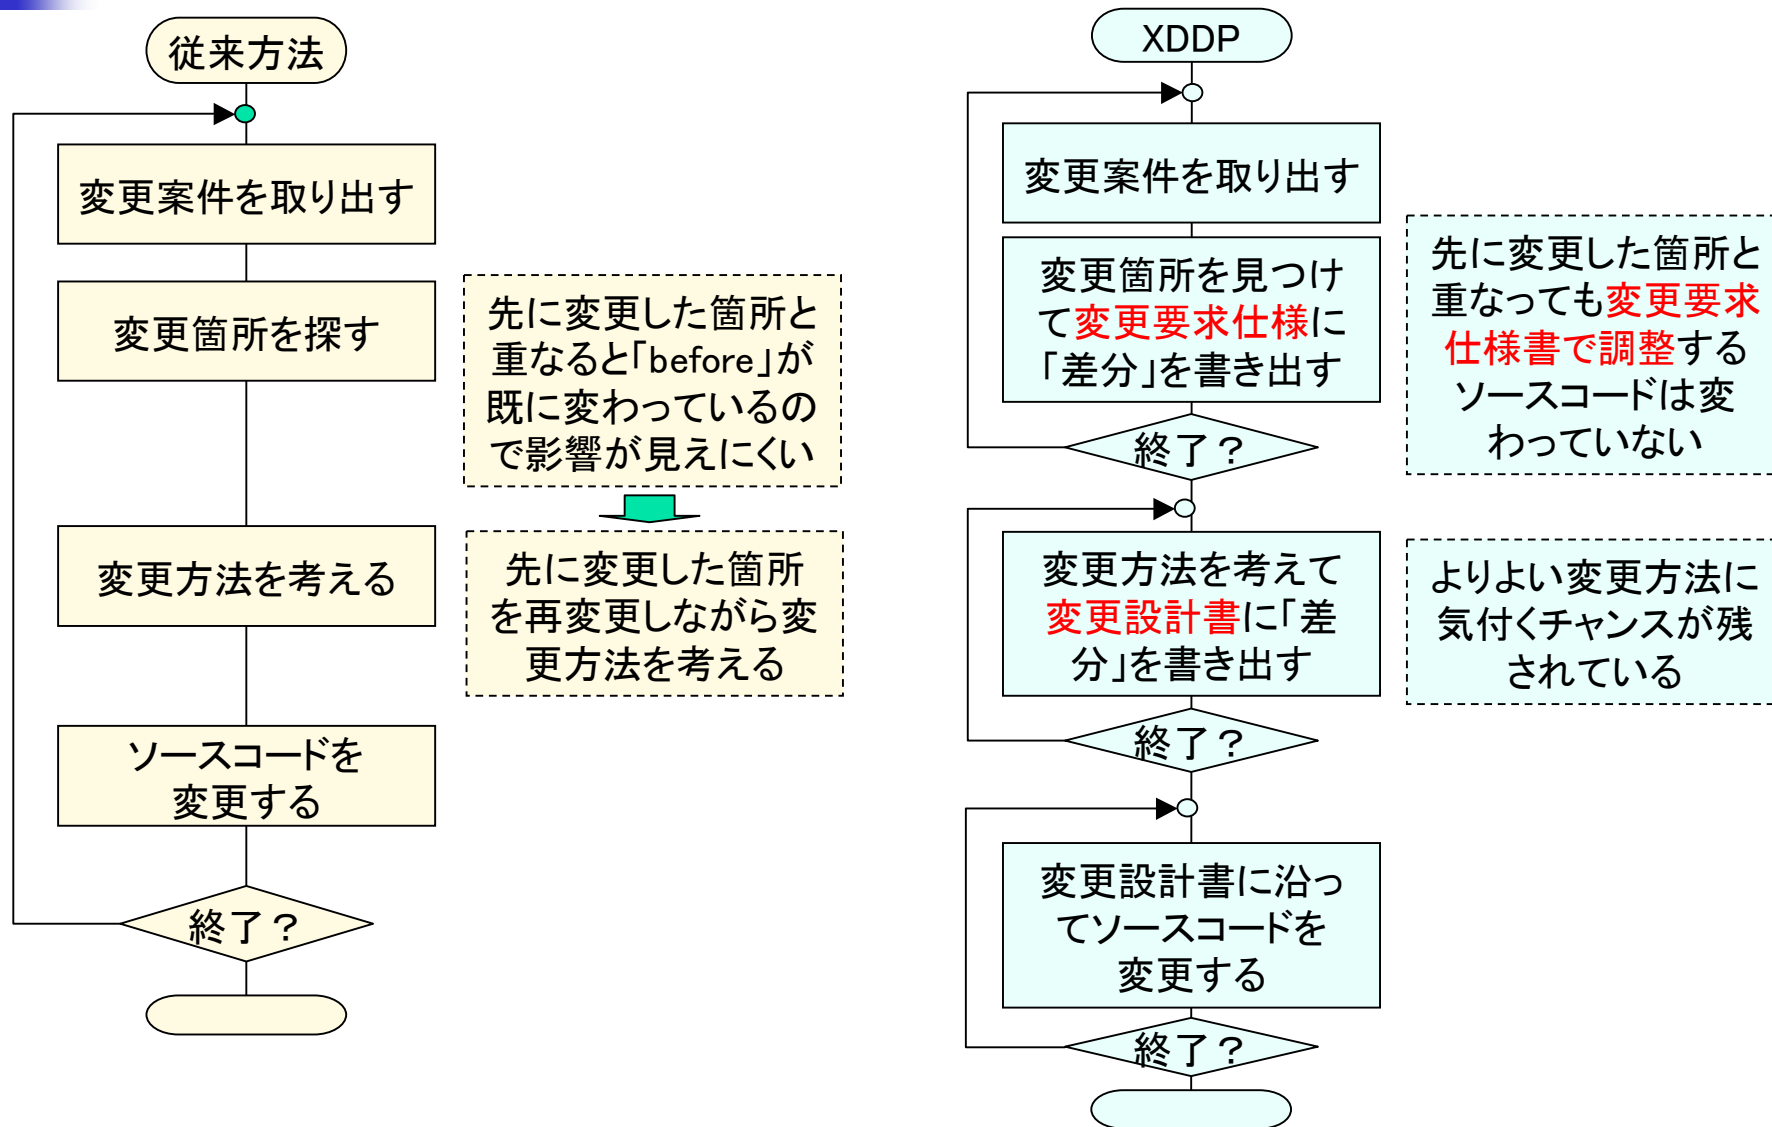 従来方法
変更案件を取り出す
変更箇所を探す
変更方法を考える
ソースコードを
変更する
終了？
先に変更した箇所と
重なると「before」が
既に変わっているの
で影響が見えにくい
先に変更した箇所
を再変更しながら変
更方法を考える
XDDP
変更案件を取り出す
変更箇所を見つけ
て変更要求仕様に
「差分」を書き出す
終了？
変更方法を考えて
変更設計書に「差
分」を書き出す
終了？
変更設計書に沿っ
てソースコードを
変更する
終了？
先に変更した箇所と
重なっても変更要求
仕様書で調整する
ソースコードは変
わっていない
よりよい変更方法に
気付くチャンスが残
されている